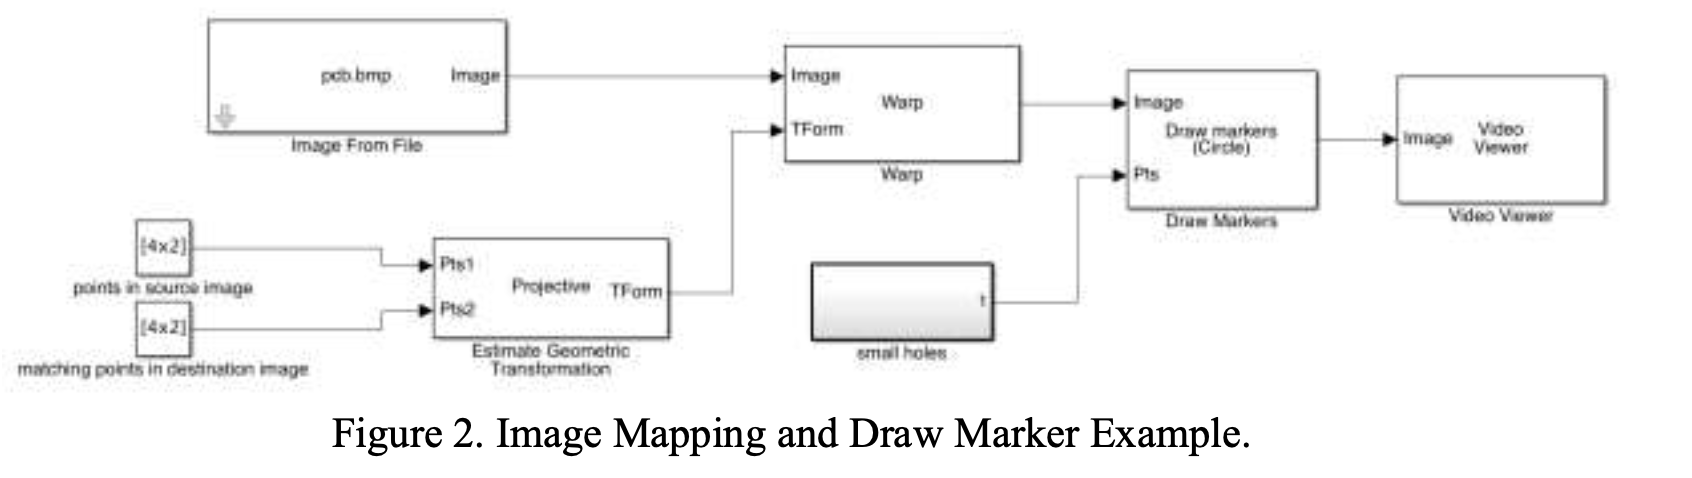 pcb.bmp
Image
Image From File
Image
Warp
TForm
Warp
Image
Draw markers
(Circle)
Pts
Draw Markers
Image
Video
Viewer
Video Viewer
[4x2]
points in source image
[4x2]
matching points in destination image
Pts1
Projective
TForm
Pts2
Estimate Geometric
Transformation
t
small holes
Figure 2. Image Mapping and Draw Marker Example.